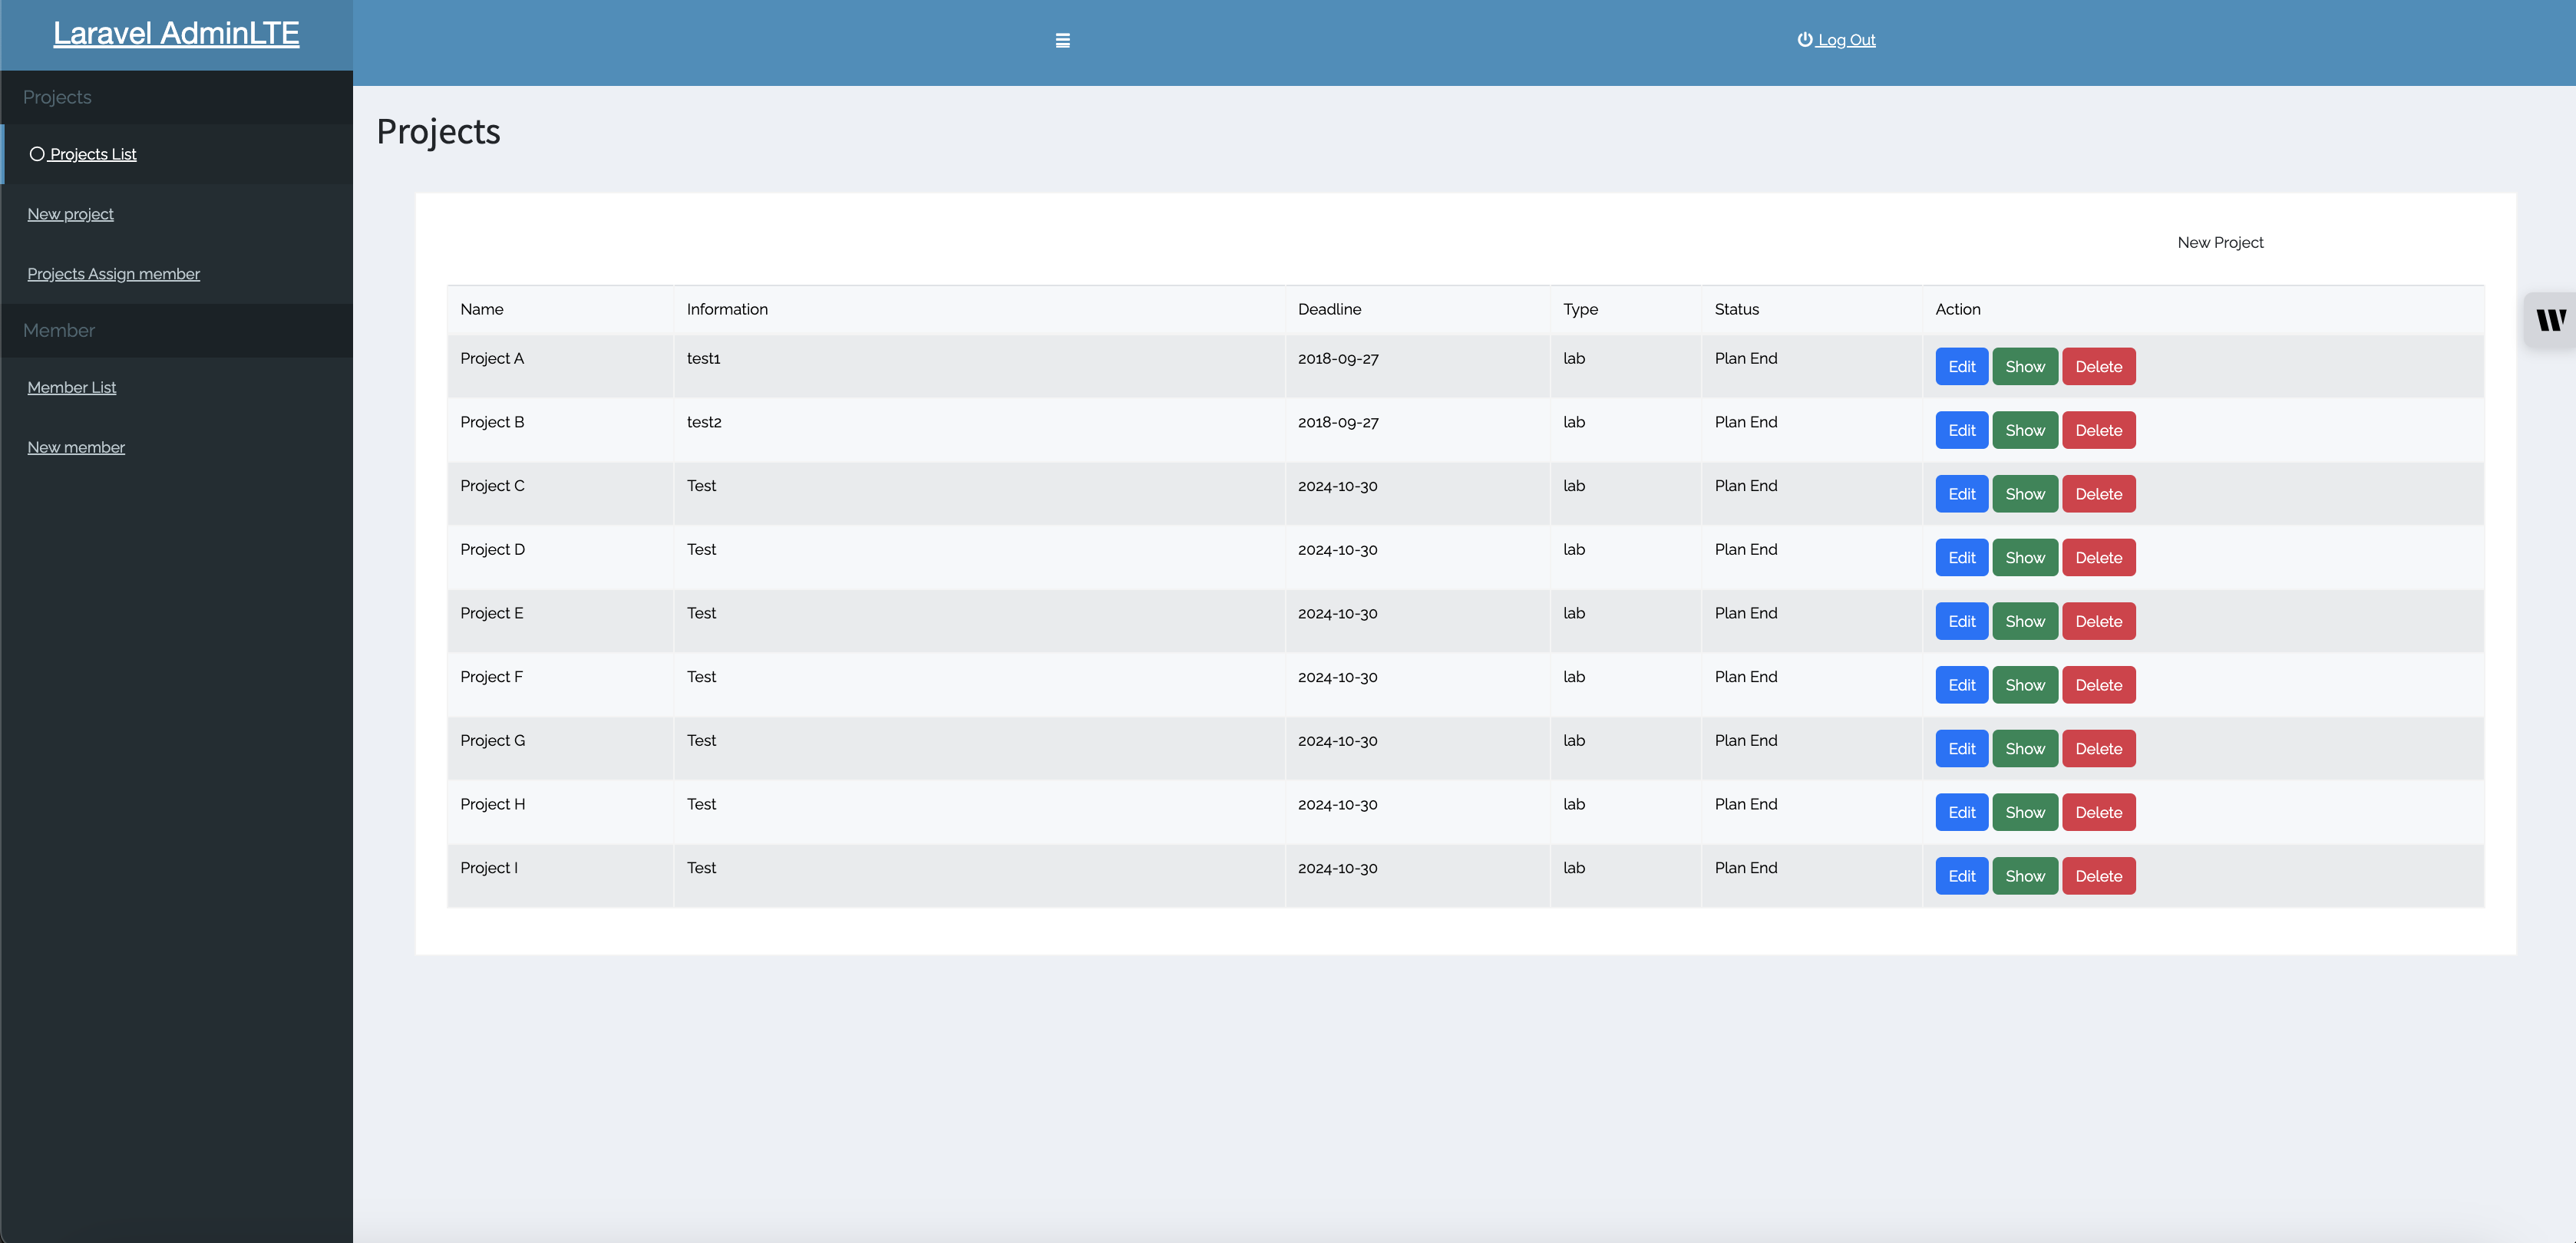 Laravel AdminLTE
Log Out
Projects
Projects List
New project
Projects Assign member
Member
Member List
New member
Projects
New Project
Name Information Deadline Type Status Action
Project A test1 2018-09-27 lab Plan End Edit Show Delete
Project B test2 2018-09-27 lab Plan End Edit Show Delete
Project C Test 2024-10-30 lab Plan End Edit Show Delete
Project D Test 2024-10-30 lab Plan End Edit Show Delete
Project E Test 2024-10-30 lab Plan End Edit Show Delete
Project F Test 2024-10-30 lab Plan End Edit Show Delete
Project G Test 2024-10-30 lab Plan End Edit Show Delete
Project H Test 2024-10-30 lab Plan End Edit Show Delete
Project I Test 2024-10-30 lab Plan End Edit Show Delete
W